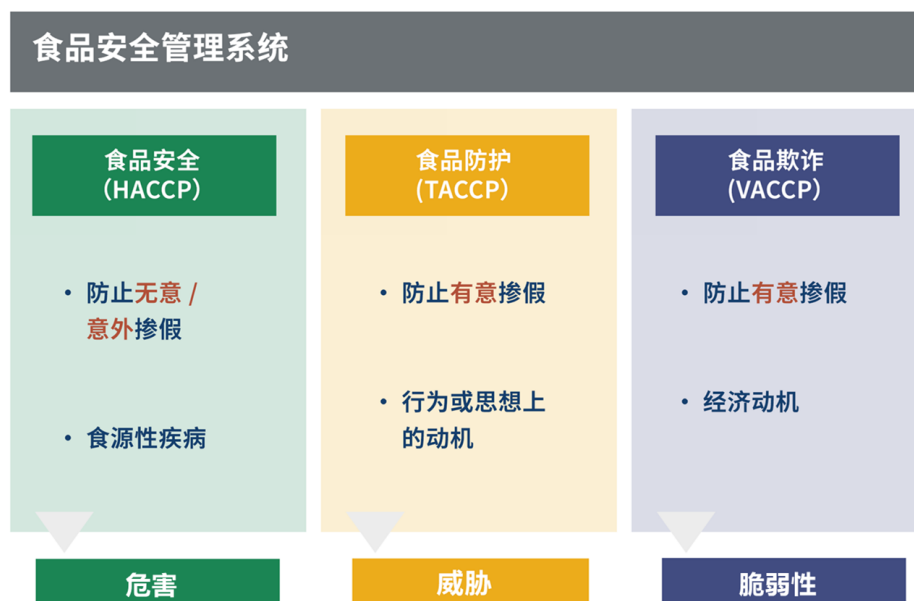 食品安全管理系统
食品安全
（HACCP）
• 防止无意 /
意外掺假
• 食源性疾病
危害
食品防护
(TACCP）
• 防止有意掺假
• 行为或思想上
的动机
威胁
食品欺诈
(VACCP）
• 防止有意掺假
• 经济动机
脆弱性